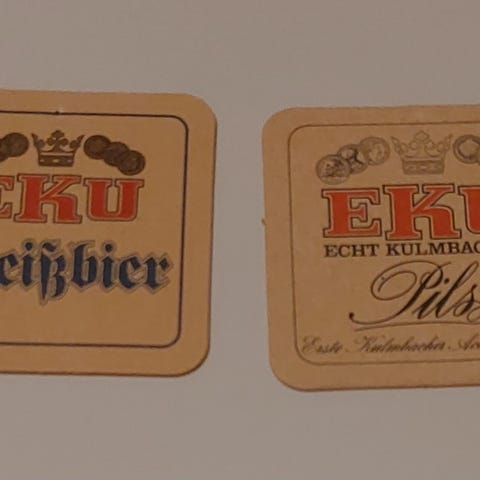 EKU
eißbier
EKU
ECHT KULMBAC
Pils
Erste Kulmbacher Ac